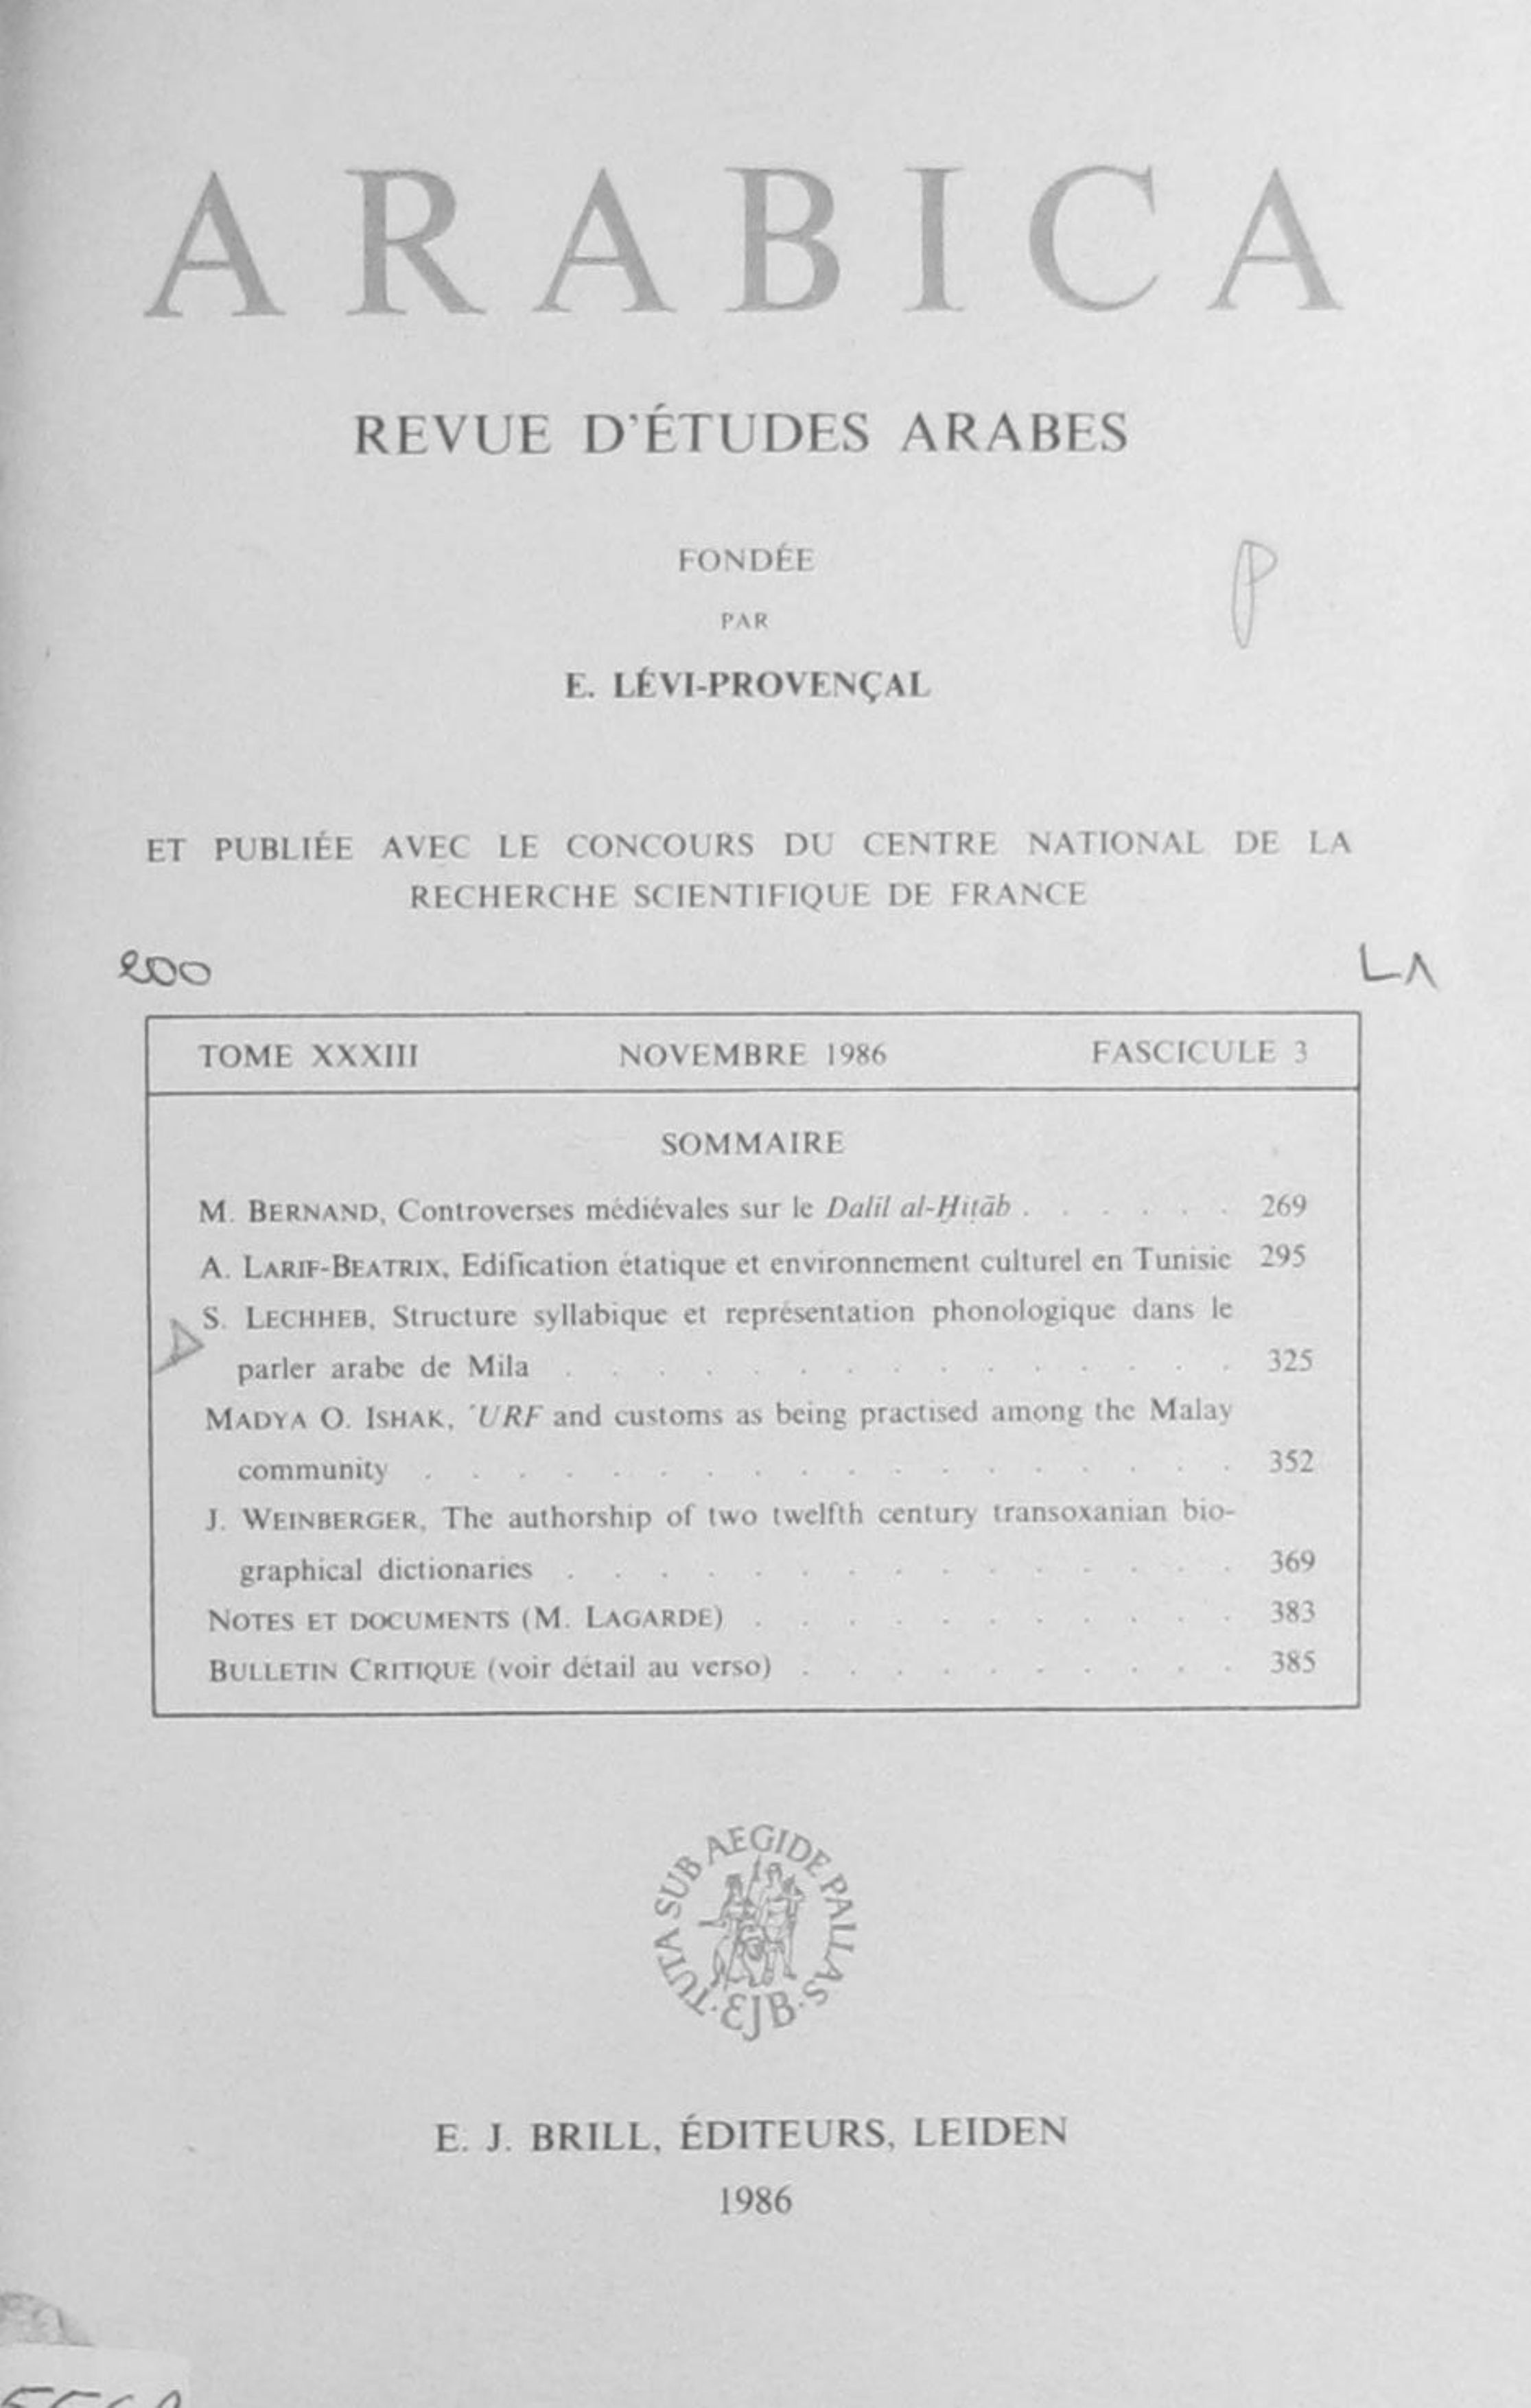 ARABICA
REVUE D'ÉTUDES ARABES
FONDÉE
PAR
E. LÉVI-PROVENÇAL
ET PUBLIÉE AVEC LE CONCOURS DU CENTRE NATIONAL DE LA
RECHERCHE SCIENTIFIQUE DE FRANCE
200
TOME XXXIII NOVEMBRE 1986 FASCICULE 3
SOMMAIRE
M. BERNAND, Controverses médiévales sur le Dalīl al-Ḫiṭāb . . . . . . 269
A. LARIF-BEATRIX, Edification étatique et environnement culturel en Tunisie 295
S. LECHHEB, Structure syllabique et représentation phonologique dans le
parler arabe de Mila . . . . . . . . . . . . . . . 325
MADYA O. ISHAK, 'URF and customs as being practised among the Malay
community . . . . . . . . . . . . . . . . . . 352
J. WEINBERGER, The authorship of two twelfth century transoxanian bio-
graphical dictionaries . . . . . . . . . . . . . . . 369
NOTES ET DOCUMENTS (M. LAGARDE) . . . . . . . . . . . 383
BULLETIN CRITIQUE (voir détail au verso) . . . . . . . . . . 385
TUTA SUB AEGIDE PALLAS
EJB
E. J. BRILL, ÉDITEURS, LEIDEN
1986